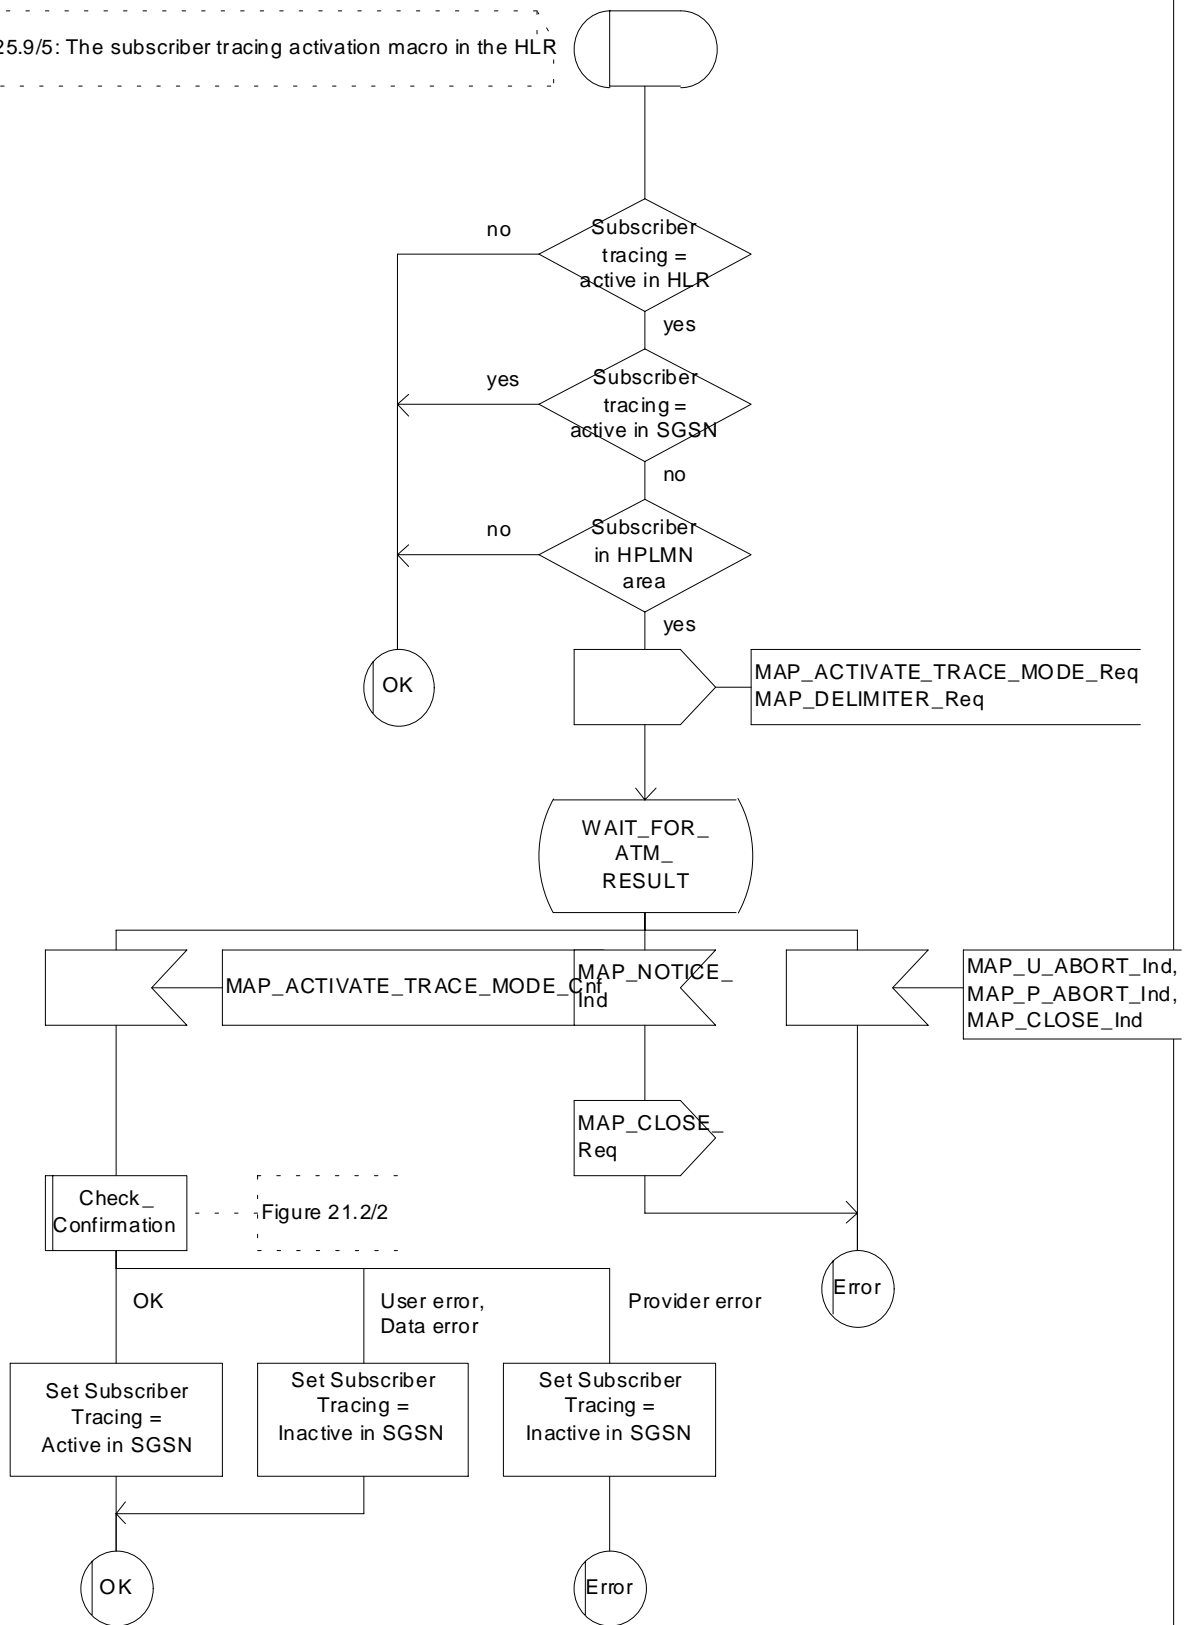 25.9/5: The subscriber tracing activation macro in the HLR
Subscriber
tracing =
active in HLR
no
yes
Subscriber
tracing =
active in SGSN
yes
no
Subscriber
in HPLMN
area
no
yes
OK
MAP_ACTIVATE_TRACE_MODE_Req
MAP_DELIMITER_Req
WAIT_FOR_
ATM_
RESULT
MAP_ACTIVATE_TRACE_MODE_Cnf
MAP_NOTICE_
Ind
MAP_U_ABORT_Ind,
MAP_P_ABORT_Ind,
MAP_CLOSE_Ind
MAP_CLOSE_
Req
Check_
Confirmation
Figure 21.2/2
Error
OK
User error,
Data error
Provider error
Set Subscriber
Tracing =
Active in SGSN
Set Subscriber
Tracing =
Inactive in SGSN
Set Subscriber
Tracing =
Inactive in SGSN
OK
Error